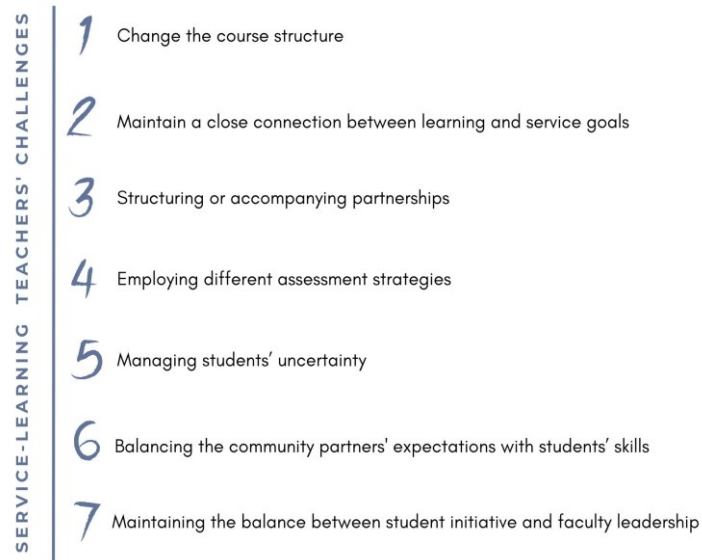 SERVICE-LEARNING TEACHERS' CHALLENGES
1 Change the course structure
2 Maintain a close connection between learning and service goals
3 Structuring or accompanying partnerships
4 Employing different assessment strategies
5 Managing students' uncertainty
6 Balancing the community partners' expectations with students' skills
7 Maintaining the balance between student initiative and faculty leadership